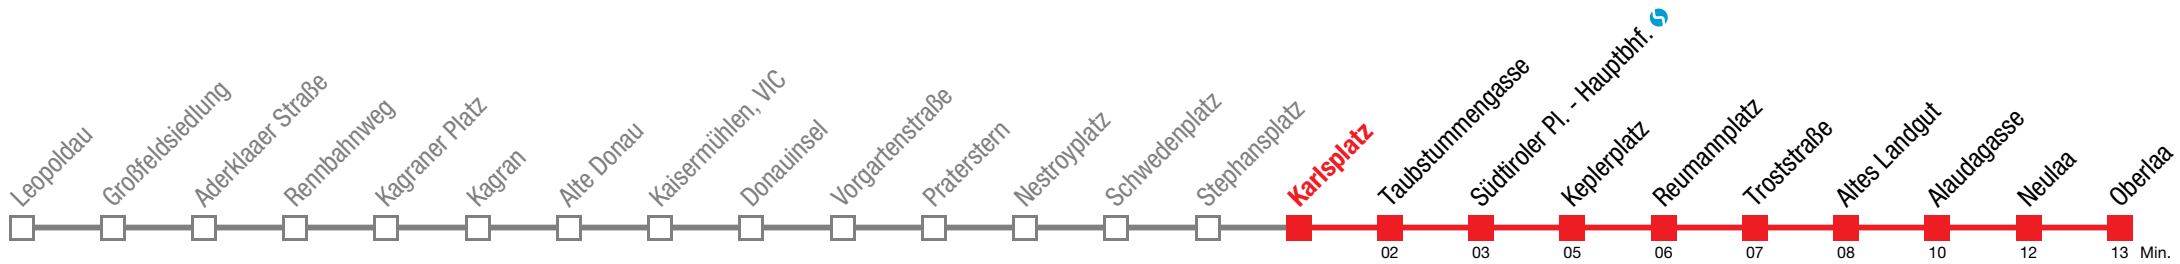 Leopoldau
Großfeldsiedlung
Aderklaaer Straße
Rennbahnweg
Kagraner Platz
Kagran
Alte Donau
Kaisermühlen, VIC
Donauinsel
Vorgartenstraße
Praterstern
Nestroyplatz
Schwedenplatz
Stephansplatz
Karlsplatz
Taubstummengasse
Südtiroler Pl. - Hauptbhf.
Keplerplatz
Reumannplatz
Troststraße
Altes Landgut
Alaudagasse
Neulaa
Oberlaa
02 03 05 06 07 08 10 12 13 Min.